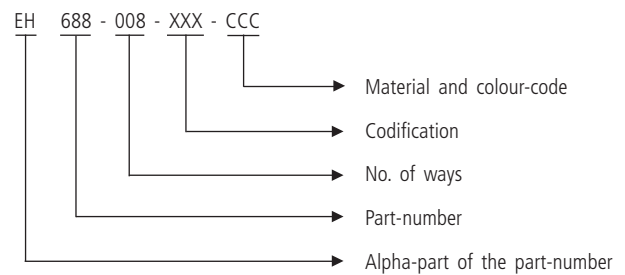 EH 688 - 008 - XXX - CCC
Material and colour-code
Codification
No. of ways
Part-number
Alpha-part of the part-number